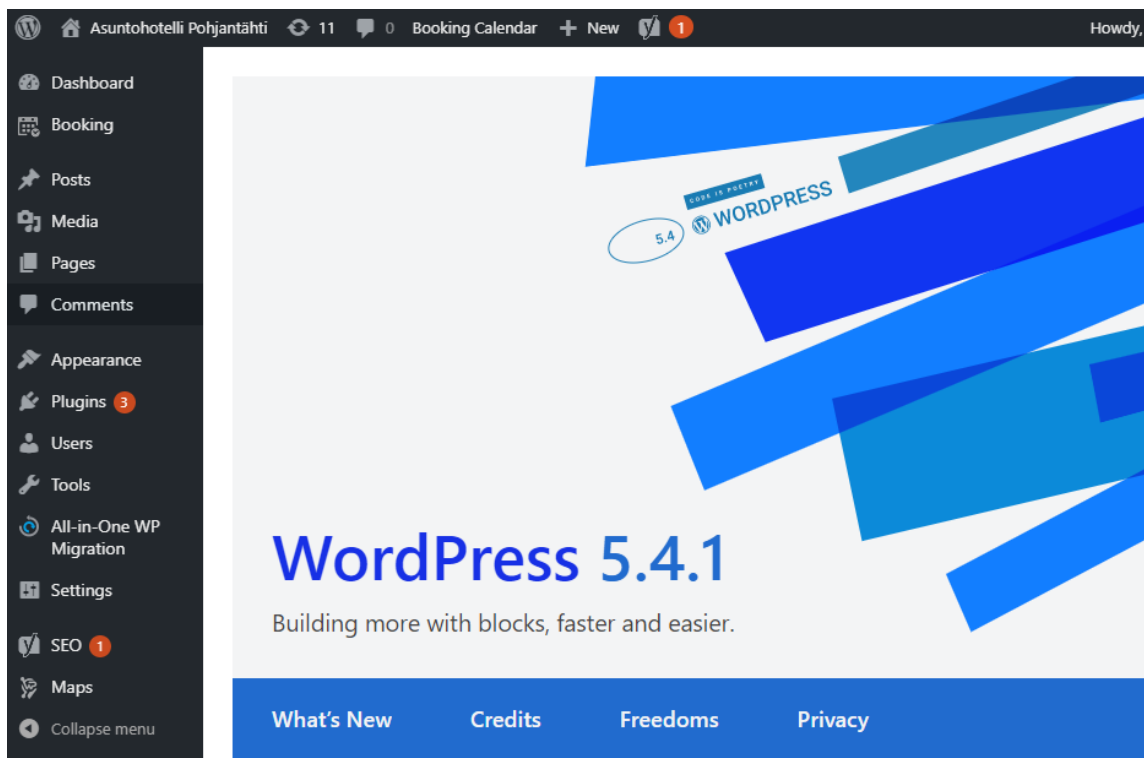 Asuntohotelli Pohjantähti 11 0 Booking Calendar New 1 Howdy,
Dashboard
Booking
Posts
Media
Pages
Comments
Appearance
Plugins 3
Users
Tools
All-in-One WP
Migration
Settings
SEO 1
Maps
Collapse menu
CODE IS POETRY
WORDPRESS
5.4
WordPress 5.4.1
Building more with blocks, faster and easier.
What's New Credits Freedoms Privacy